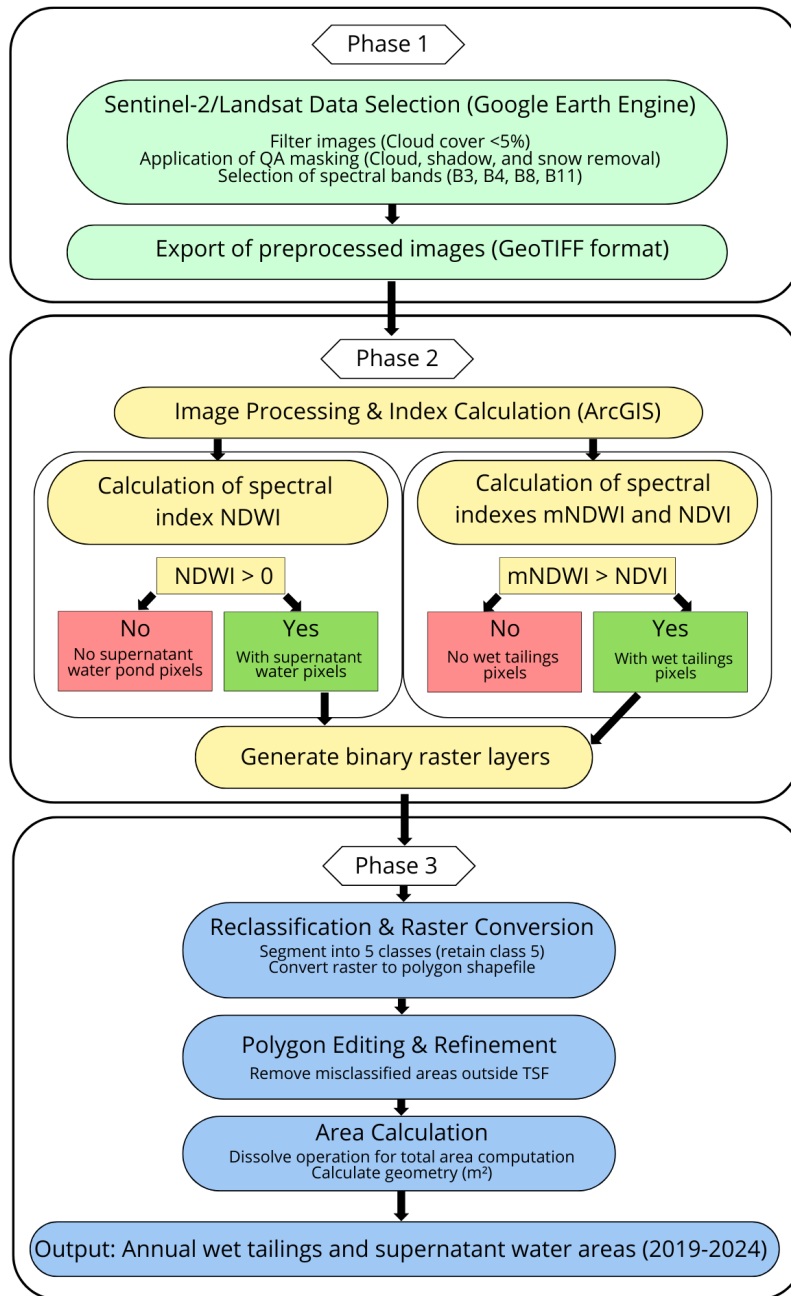 Phase 1
Sentinel-2/Landsat Data Selection (Google Earth Engine)
Filter images (Cloud cover <5%)
Application of QA masking (Cloud, shadow, and snow removal)
Selection of spectral bands (B3, B4, B8, B11)
Export of preprocessed images (GeoTIFF format)
Phase 2
Image Processing & Index Calculation (ArcGIS)
Calculation of spectral
index NDWI
NDWI > 0
No
No supernatant
water pond pixels
Yes
With supernatant
water pixels
Calculation of spectral
indexes mNDWI and NDVI
mNDWI > NDVI
No
No wet tailings
pixels
Yes
With wet tailings
pixels
Generate binary raster layers
Phase 3
Reclassification & Raster Conversion
Segment into 5 classes (retain class 5)
Convert raster to polygon shapefile
Polygon Editing & Refinement
Remove misclassified areas outside TSF
Area Calculation
Dissolve operation for total area computation
Calculate geometry (m²)
Output: Annual wet tailings and supernatant water areas (2019-2024)